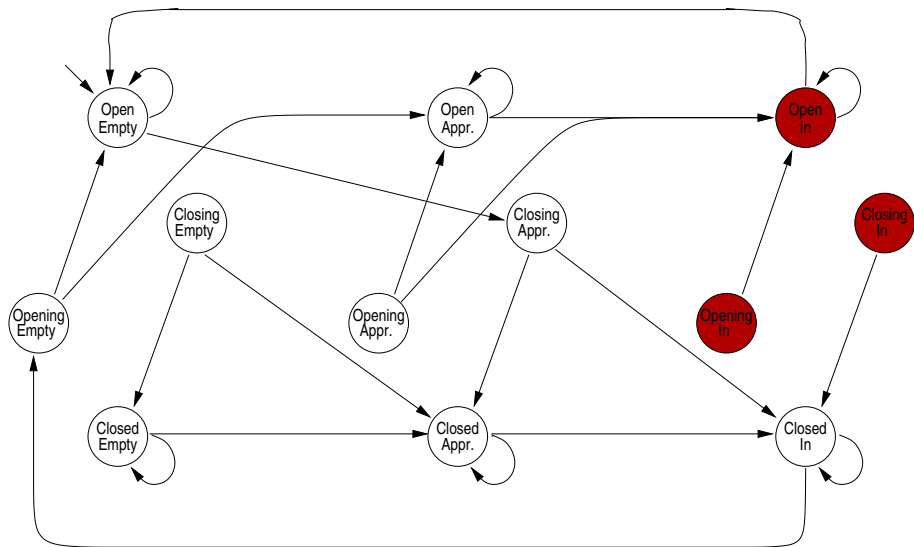 Open
Empty
Open
Appr.
Open
In
Closing
Empty
Closing
Appr.
Closing
In
Opening
Empty
Opening
Appr.
Opening
In
Closed
Empty
Closed
Appr.
Closed
In